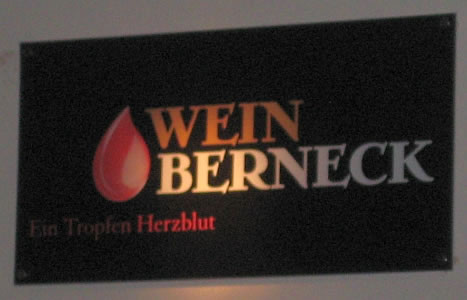 WEIN
BERNECK
Ein Tropfen Herzblut